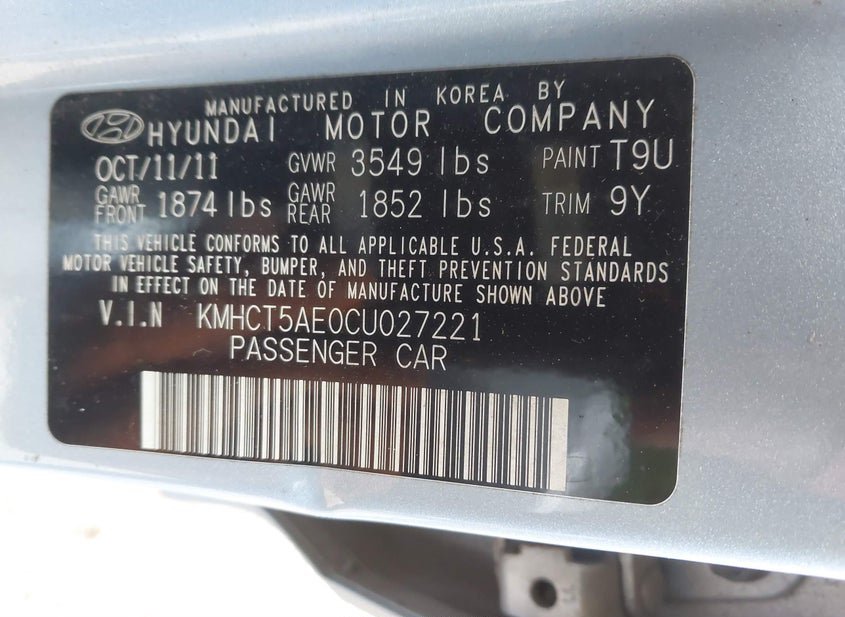 MANUFACTURED IN KOREA BY
HYUNDAI MOTOR COMPANY
OCT/11/11 GVWR 3549 lbs PAINT T9U
GAWR FRONT 1874 lbs GAWR REAR 1852 lbs TRIM 9Y
THIS VEHICLE CONFORMS TO ALL APPLICABLE U.S.A. FEDERAL
MOTOR VEHICLE SAFETY, BUMPER, AND THEFT PREVENTION STANDARDS
IN EFFECT ON THE DATE OF MANUFACTURE SHOWN ABOVE
V.I.N KMHCT5AE0CU027221
PASSENGER CAR